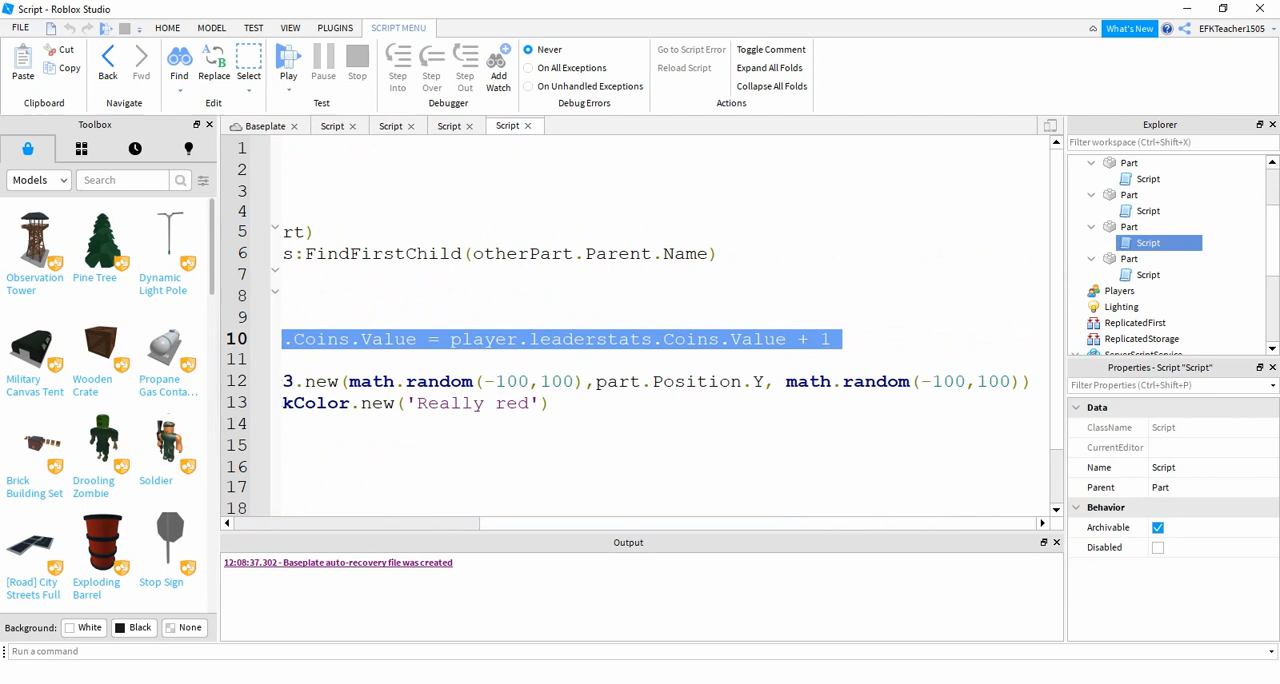 Script - Roblox Studio
FILE HOME MODEL TEST VIEW PLUGINS SCRIPT MENU What's New EFKTeacher1505
Paste Cut Copy
Clipboard
Back Fwd
Navigate
Find Replace Select
Edit
Play Pause Stop
Test
Step Into Step Over Step Out Add Watch
Debugger
Never
On All Exceptions
On Unhandled Exceptions
Debug Errors
Go to Script Error Toggle Comment
Reload Script Expand All Folds
Collapse All Folds
Actions
Toolbox
Models Search
Observation Tower
Pine Tree
Dynamic Light Pole
Military Canvas Tent
Wooden Crate
Propane Gas Conta...
Brick Building Set
Drooling Zombie
Soldier
[Road] City Streets Full
Exploding Barrel
Stop Sign
Background: White Black None
Baseplate Script Script Script Script
1
2
3
4
5 rt)
6 s:FindFirstChild(otherPart.Parent.Name)
7
8
9
10 .Coins.Value = player.leaderstats.Coins.Value + 1
11
12 3.new(math.random(-100,100),part.Position.Y, math.random(-100,100))
13 kColor.new('Really red')
14
15
16
17
18
Output
12:08:37.302 - Baseplate auto-recovery file was created
Run a command
Explorer
Filter workspace (Ctrl+Shift+X)
Part
Script
Part
Script
Part
Script
Part
Script
Players
Lighting
ReplicatedFirst
ReplicatedStorage
ServerScriptService
Properties - Script "Script"
Filter Properties (Ctrl+Shift+P)
Data
ClassName Script
CurrentEditor
Name Script
Parent Part
Behavior
Archivable
Disabled